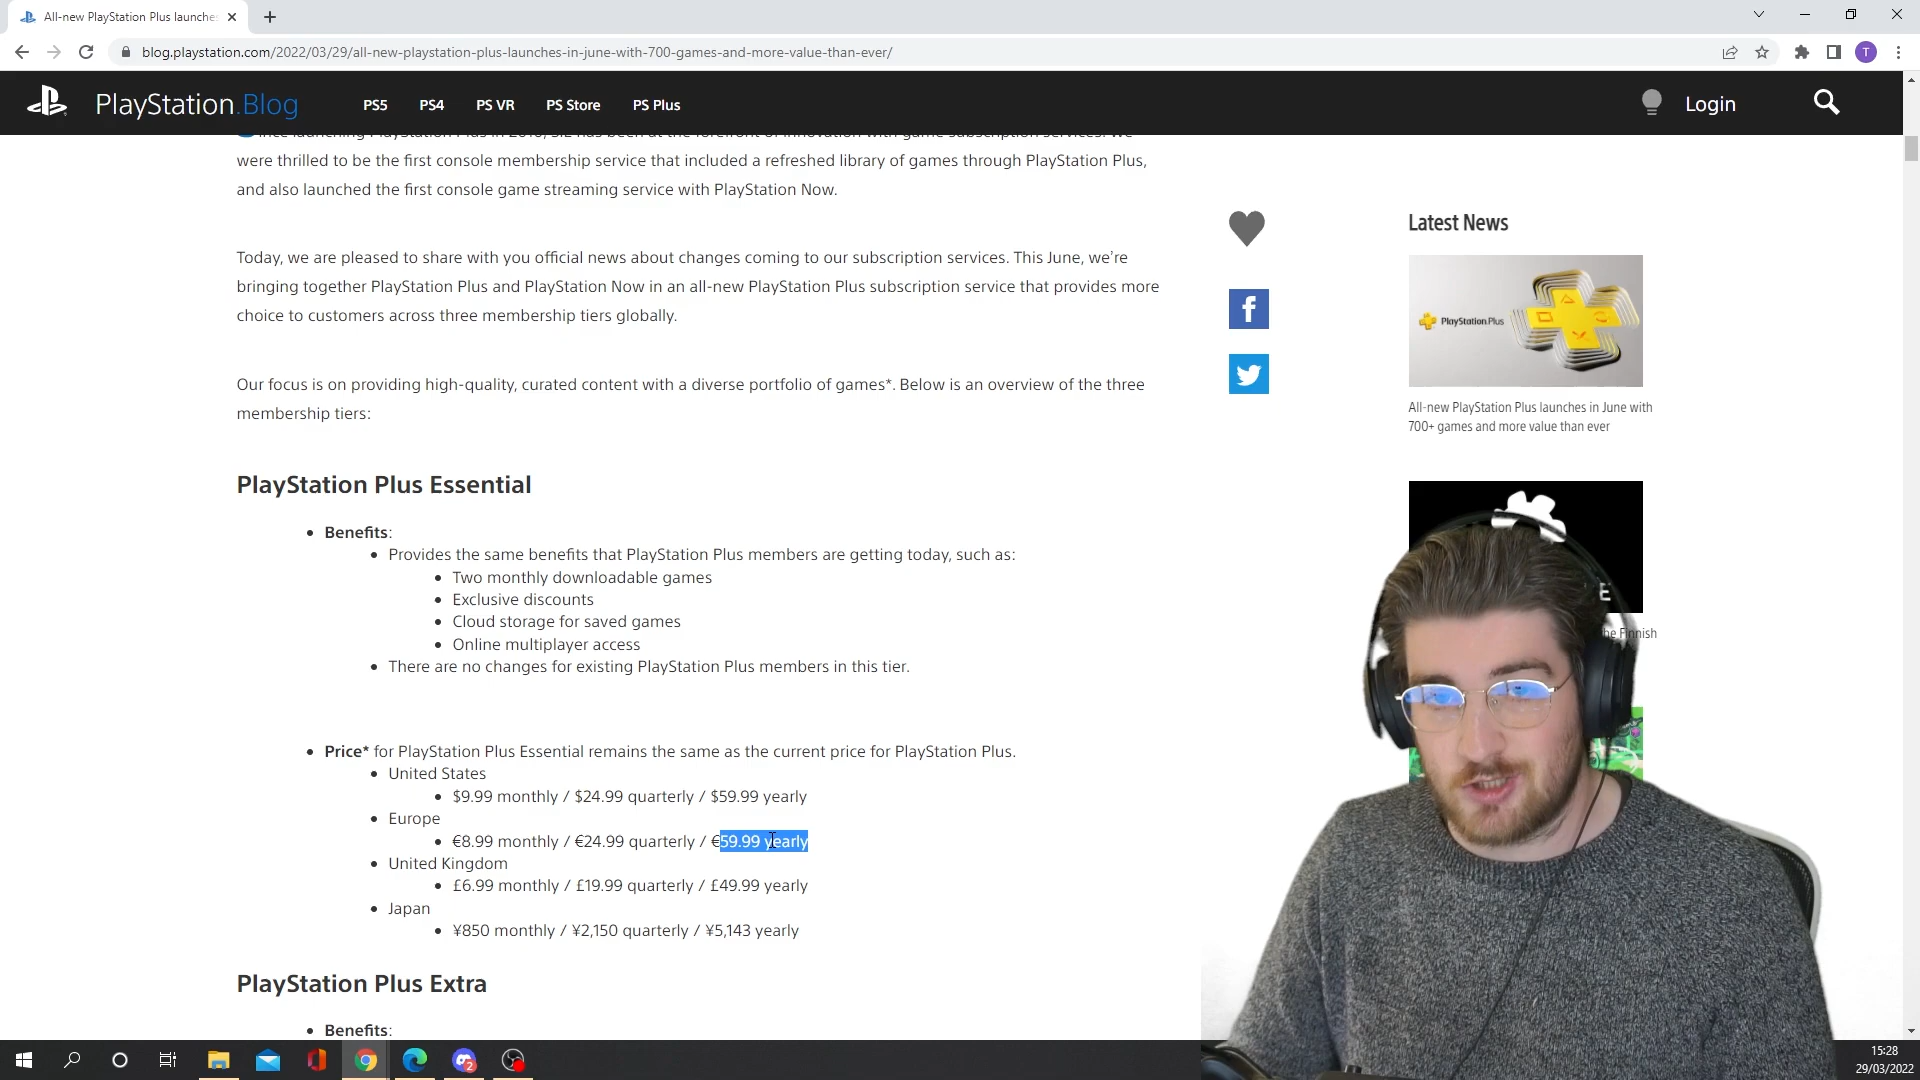 All-new PlayStation Plus launche
blog.playstation.com/2022/03/29/all-new-playstation-plus-launches-in-june-with-700-games-and-more-value-than-ever/
T
PlayStation.Blog
PS5
PS4
PS VR
PS Store
PS Plus
Login
were thrilled to be the first console membership service that included a refreshed library of games through PlayStation Plus,
and also launched the first console game streaming service with PlayStation Now.
Today, we are pleased to share with you official news about changes coming to our subscription services. This June, we're
bringing together PlayStation Plus and PlayStation Now in an all-new PlayStation Plus subscription service that provides more
choice to customers across three membership tiers globally.
Our focus is on providing high-quality, curated content with a diverse portfolio of games*. Below is an overview of the three
membership tiers:
PlayStation Plus Essential
• Benefits:
• Provides the same benefits that PlayStation Plus members are getting today, such as:
• Two monthly downloadable games
• Exclusive discounts
• Cloud storage for saved games
• Online multiplayer access
• There are no changes for existing PlayStation Plus members in this tier.
• Price* for PlayStation Plus Essential remains the same as the current price for PlayStation Plus.
• United States
• $9.99 monthly / $24.99 quarterly / $59.99 yearly
• Europe
• €8.99 monthly / €24.99 quarterly / €59.99 yearly
• United Kingdom
• £6.99 monthly / £19.99 quarterly / £49.99 yearly
• Japan
• ¥850 monthly / ¥2,150 quarterly / ¥5,143 yearly
PlayStation Plus Extra
• Benefits:
Latest News
PlayStation Plus
All-new PlayStation Plus launches in June with
700+ games and more value than ever
E
he Finnish
2
15:28
29/03/2022